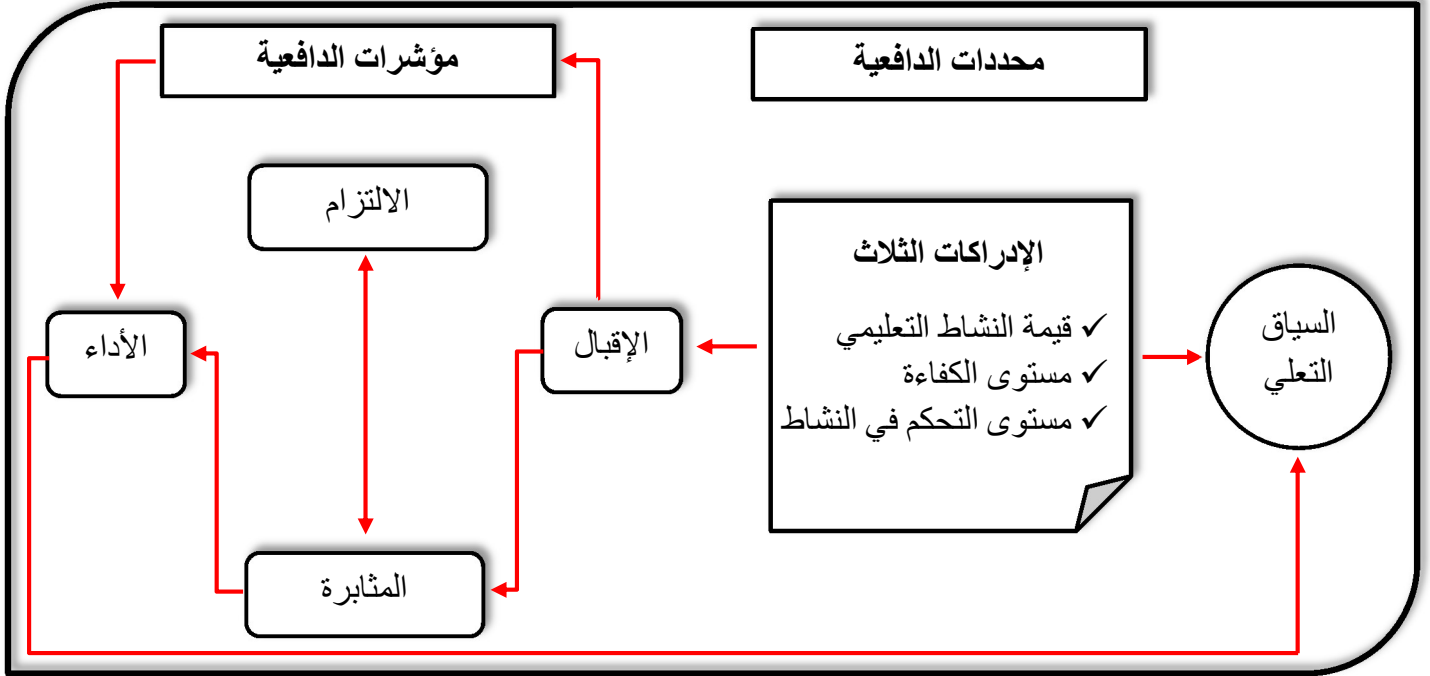 محددات الدافعية
مؤشرات الدافعية
السياق
التعلي
الإدراكات الثلاث
✓ قيمة النشاط التعليمي
✓ مستوى الكفاءة
✓ مستوى التحكم في النشاط
الإقبال
الالتزام
المثابرة
الأداء